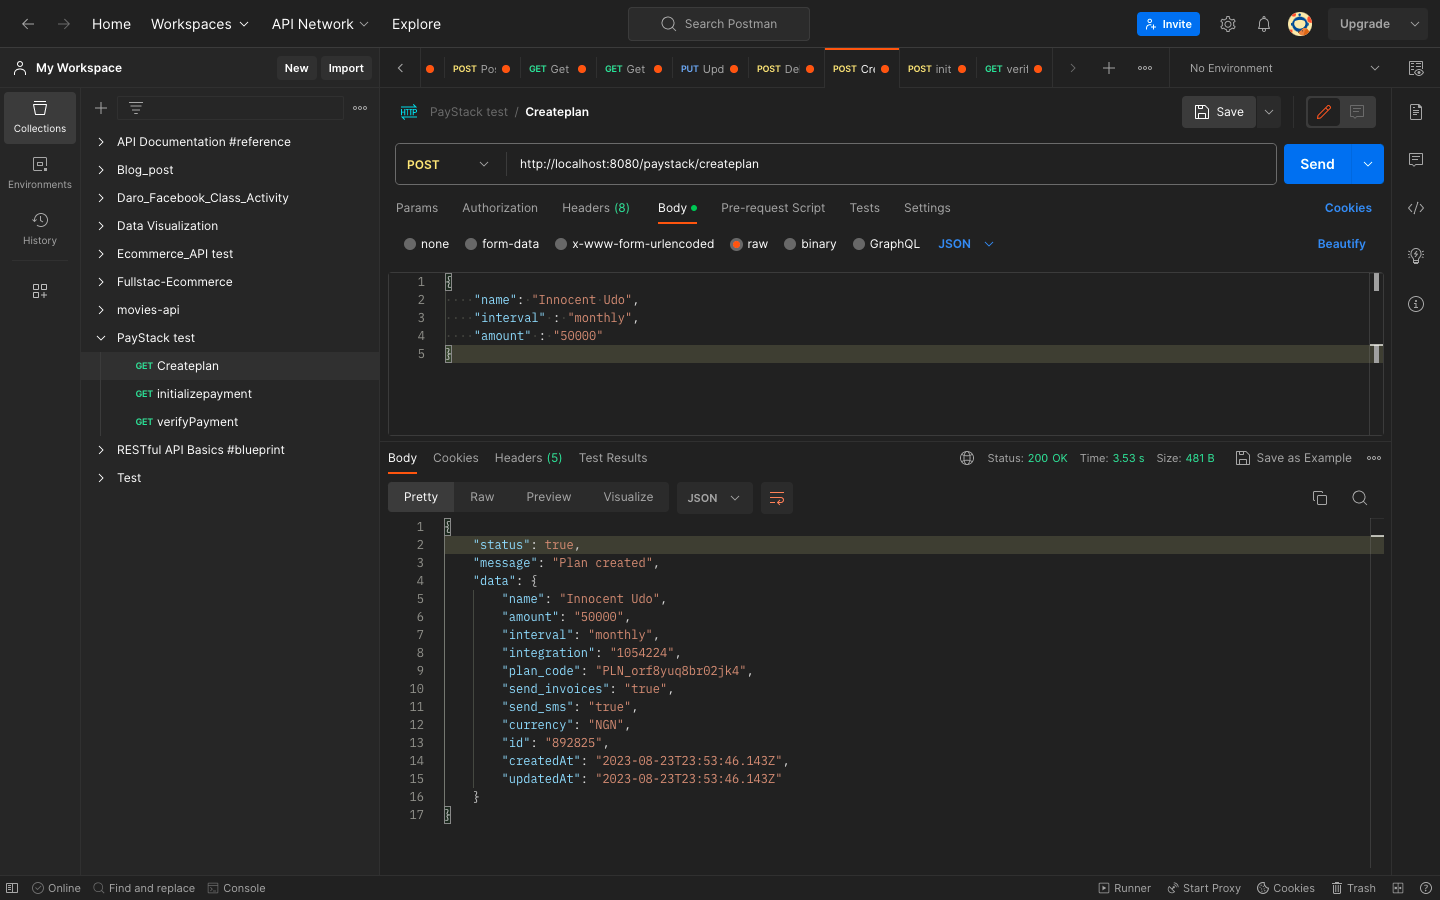 Home Workspaces API Network Explore Search Postman Invite Upgrade
My Workspace New Import
POST Pos GET Get GET Get PUT Upd POST De POST Cre POST init GET verif No Environment
Collections
Environments
History
API Documentation #reference
Blog_post
Daro_Facebook_Class_Activity
Data Visualization
Ecommerce_API test
Fullstac-Ecommerce
movies-api
PayStack test
GET Createplan
GET initializepayment
GET verifyPayment
RESTful API Basics #blueprint
Test
HTTP PayStack test / Createplan Save
POST http://localhost:8080/paystack/createplan Send
Params Authorization Headers (8) Body Pre-request Script Tests Settings Cookies
none form-data x-www-form-urlencoded raw binary GraphQL JSON Beautify
1 {
2 "name": "Innocent Udo",
3 "interval" : "monthly",
4 "amount" : "50000"
5 }
Body Cookies Headers (5) Test Results Status: 200 OK Time: 3.53 s Size: 481 B Save as Example
Pretty Raw Preview Visualize JSON
1 {
2 "status": true,
3 "message": "Plan created",
4 "data": {
5 "name": "Innocent Udo",
6 "amount": "50000",
7 "interval": "monthly",
8 "integration": "1054224",
9 "plan_code": "PLN_orf8yuq8br02jk4",
10 "send_invoices": "true",
11 "send_sms": "true",
12 "currency": "NGN",
13 "id": "892825",
14 "createdAt": "2023-08-23T23:53:46.143Z",
15 "updatedAt": "2023-08-23T23:53:46.143Z"
16 }
17 }
Online Find and replace Console Runner Start Proxy Cookies Trash